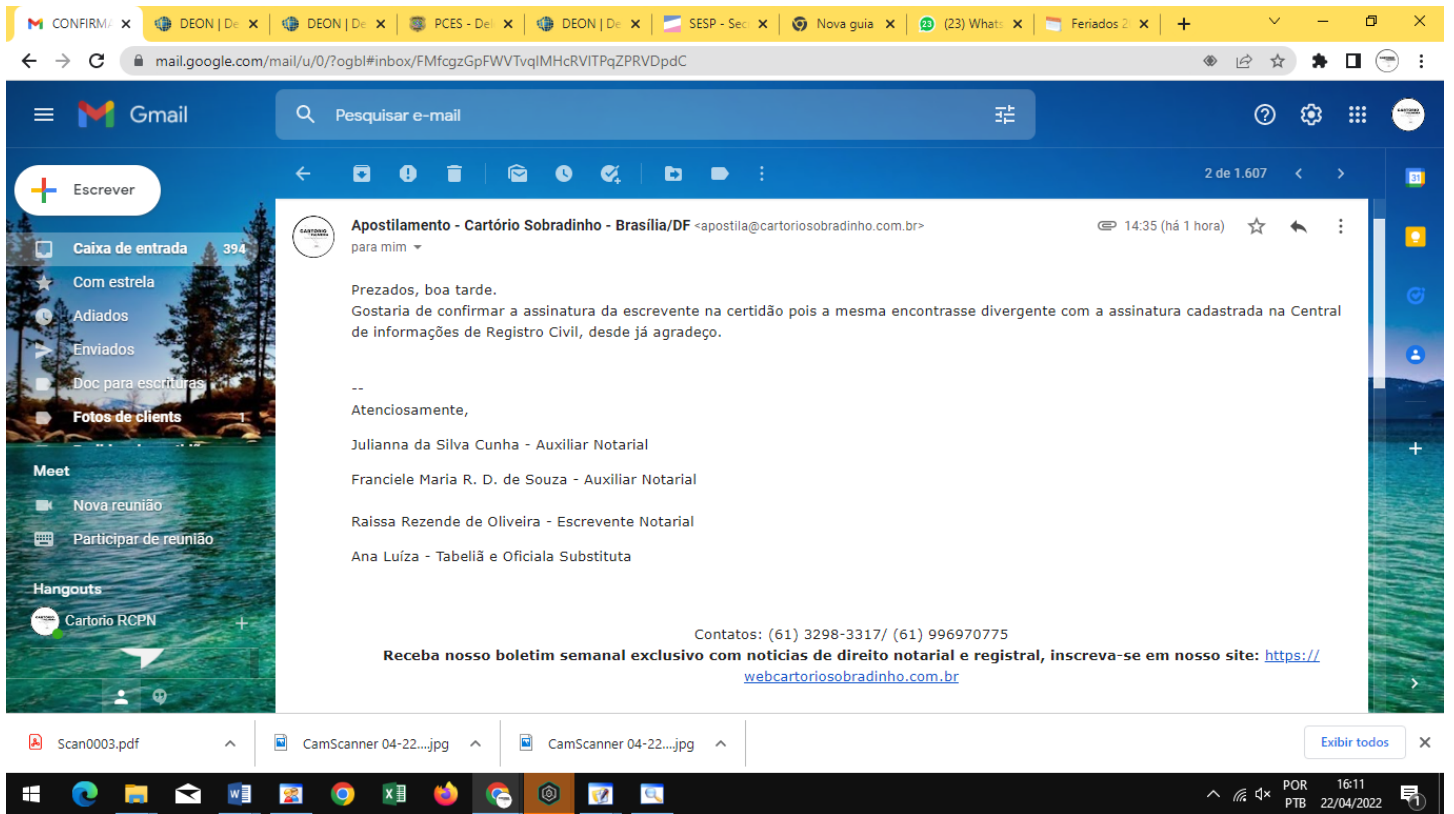 CONFIRMA
DEON | De
DEON | De
PCES - Del
DEON | De
SESP - Sec
Nova guia
(23) Whats
Feriados 2
mail.google.com/mail/u/0/?ogbl#inbox/FMfcgzGpFWVTvqlMHcRVlTPqZPRVDpdC
Gmail
Pesquisar e-mail
Escrever
2 de 1.607
31
Caixa de entrada 394
Com estrela
Adiados
Enviados
Doc para escrituras
Fotos de clients 1
Meet
Nova reunião
Participar de reunião
Hangouts
Cartorio RCPN
Apostilamento - Cartório Sobradinho - Brasília/DF <apostila@cartoriosobradinho.com.br>
14:35 (há 1 hora)
para mim
Prezados, boa tarde.
Gostaria de confirmar a assinatura da escrevente na certidão pois a mesma encontrasse divergente com a assinatura cadastrada na Central
de informações de Registro Civil, desde já agradeço.
--
Atenciosamente,
Julianna da Silva Cunha - Auxiliar Notarial
Franciele Maria R. D. de Souza - Auxiliar Notarial
Raissa Rezende de Oliveira - Escrevente Notarial
Ana Luíza - Tabeliã e Oficiala Substituta
Contatos: (61) 3298-3317/ (61) 996970775
Receba nosso boletim semanal exclusivo com noticias de direito notarial e registral, inscreva-se em nosso site: https://
webcartoriosobradinho.com.br
Scan0003.pdf
CamScanner 04-22....jpg
CamScanner 04-22....jpg
Exibir todos
POR
PTB
16:11
22/04/2022
1